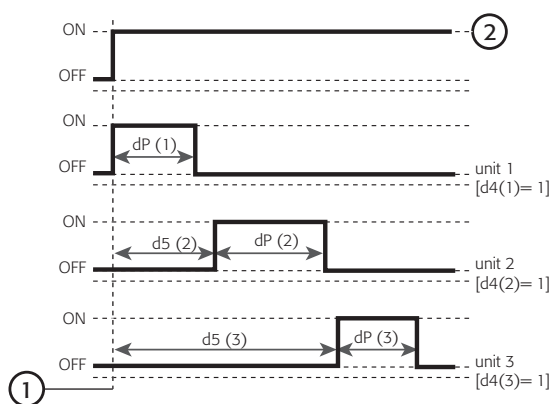 ON
2
OFF
ON
dP (1)
OFF
unit 1
[d4(1)= 1]
ON
d5 (2)
dP (2)
OFF
unit 2
[d4(2)= 1]
ON
d5 (3)
dP (3)
OFF
unit 3
[d4(3)= 1]
1